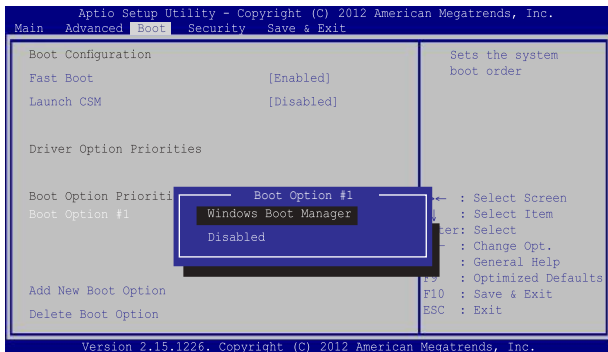 Aptio Setup Utility - Copyright (C) 2012 American Megatrends, Inc.
Main Advanced Boot Security Save & Exit
Boot Configuration
Fast Boot [Enabled]
Launch CSM [Disabled]
Driver Option Priorities
Boot Option Prioriti
Boot Option #1
Add New Boot Option
Delete Boot Option
Boot Option #1
Windows Boot Manager
Disabled
Sets the system
boot order
→← : Select Screen
: Select Item
ter: Select
: Change Opt.
: General Help
F9 : Optimized Defaults
F10 : Save & Exit
ESC : Exit
Version 2.15.1226. Copyright (C) 2012 American Megatrends, Inc.